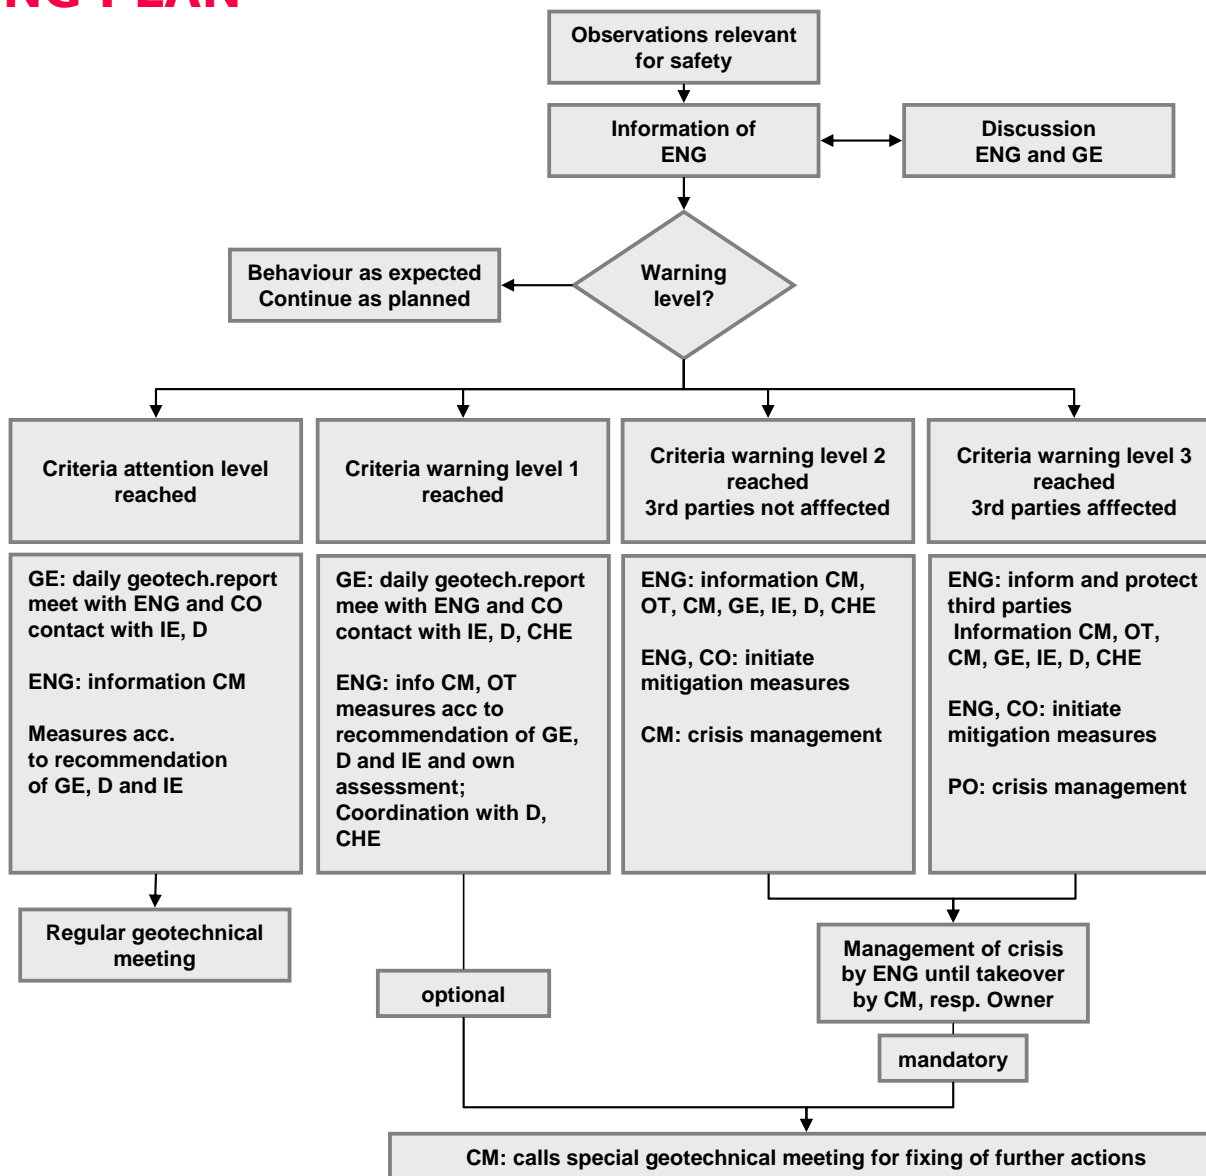 NG PLAN
Observations relevant
for safety
Information of
ENG
Discussion
ENG and GE
Warning
level?
Behaviour as expected
Continue as planned
Criteria attention level
reached
Criteria warning level 1
reached
Criteria warning level 2
reached
3rd parties not afffected
Criteria warning level 3
reached
3rd parties afffected
GE: daily geotech.report
meet with ENG and CO
contact with IE, D
ENG: information CM
Measures acc.
to recommendation
of GE, D and IE
GE: daily geotech.report
mee with ENG and CO
contact with IE, D, CHE
ENG: info CM, OT
measures acc to
recommendation of GE,
D and IE and own
assessment;
Coordination with D,
CHE
ENG: information CM,
OT, CM, GE, IE, D, CHE
ENG, CO: initiate
mitigation measures
CM: crisis management
ENG: inform and protect
third parties
Information CM, OT,
CM, GE, IE, D, CHE
ENG, CO: initiate
mitigation measures
PO: crisis management
Regular geotechnical
meeting
optional
Management of crisis
by ENG until takeover
by CM, resp. Owner
mandatory
CM: calls special geotechnical meeting for fixing of further actions